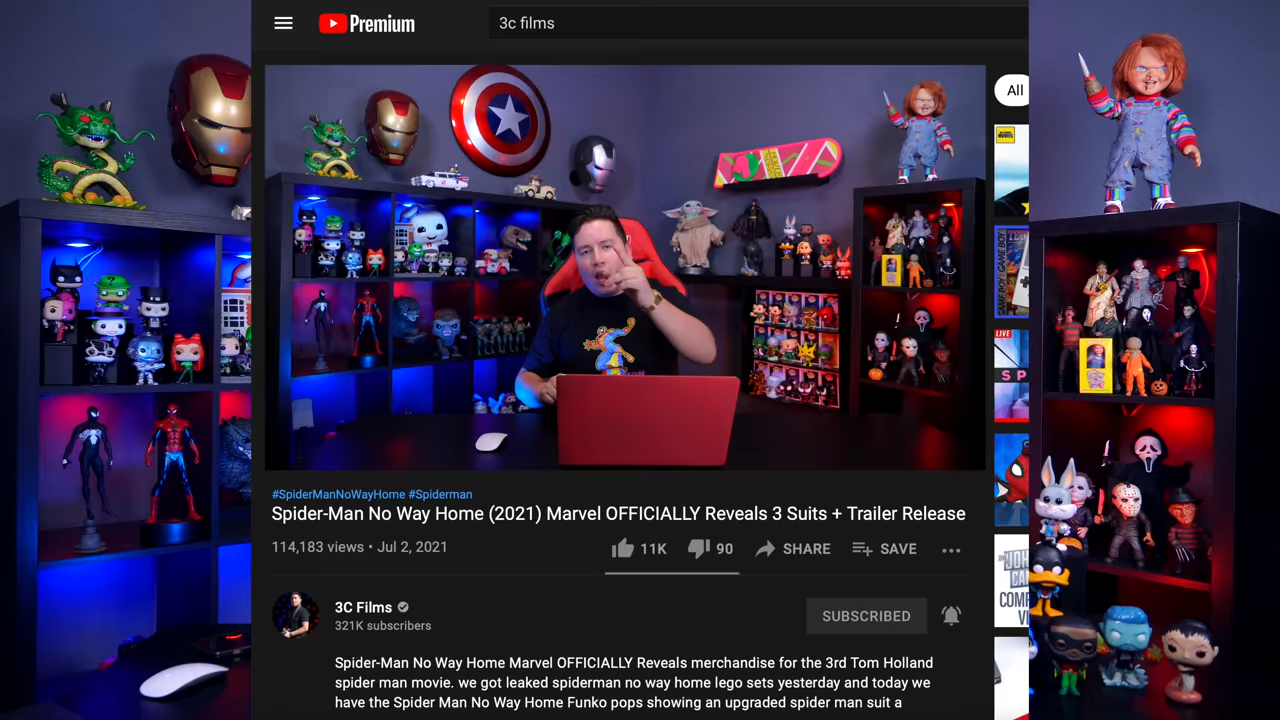 Premium
3c films
All
LIVE
#SpiderManNoWayHome #Spiderman
Spider-Man No Way Home (2021) Marvel OFFICIALLY Reveals 3 Suits + Trailer Release
114,183 views • Jul 2, 2021
11K
90
SHARE
SAVE
3C Films
321K subscribers
SUBSCRIBED
Spider-Man No Way Home Marvel OFFICIALLY Reveals merchandise for the 3rd Tom Holland
spider man movie. we got leaked spiderman no way home lego sets yesterday and today we
have the Spider Man No Way Home Funko pops showing an upgraded spider man suit a